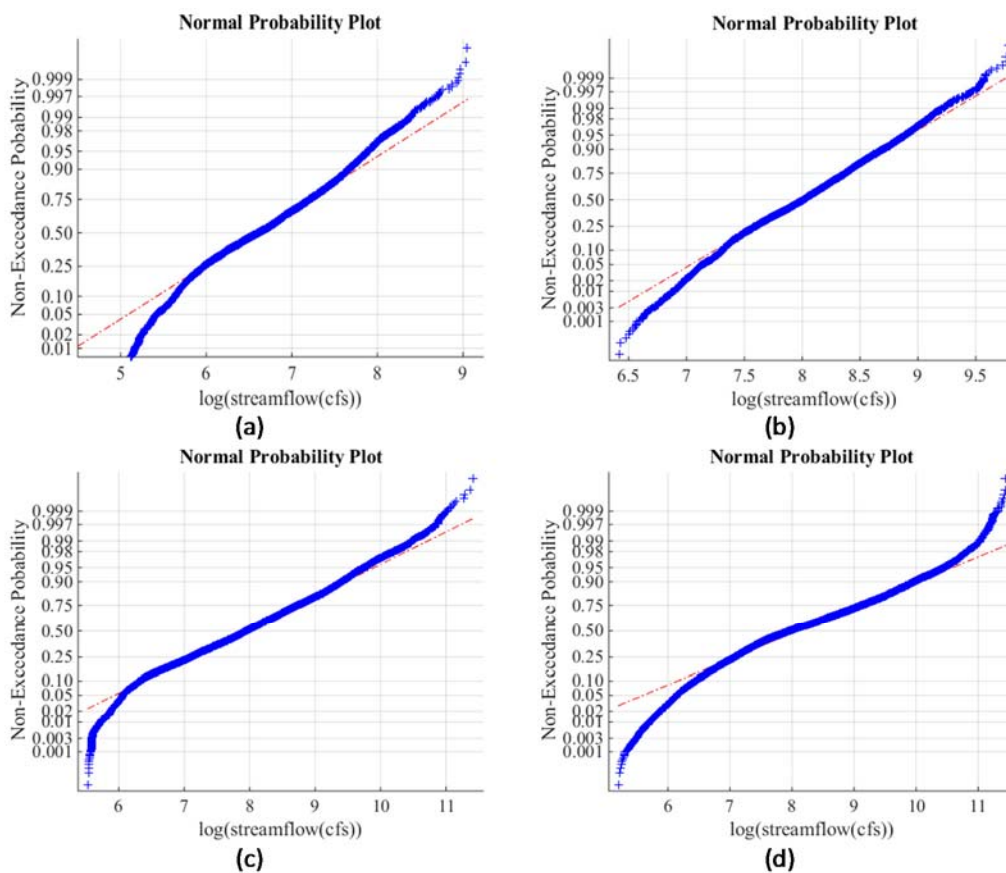 Normal Probability Plot
Non-Exceedance Pobability
0.999
0.997
0.99
0.98
0.95
0.90
0.75
0.50
0.25
0.10
0.05
0.02
0.01
5 6 7 8 9
log(streamflow(cfs))
(a)
Normal Probability Plot
Non-Exceedance Pobability
0.999
0.997
0.99
0.98
0.95
0.90
0.75
0.50
0.25
0.10
0.05
0.02
0.01
0.003
0.001
6.5 7 7.5 8 8.5 9 9.5
log(streamflow(cfs))
(b)
Normal Probability Plot
Non-Exceedance Pobability
0.999
0.997
0.99
0.98
0.95
0.90
0.75
0.50
0.25
0.10
0.05
0.02
0.01
0.003
0.001
6 7 8 9 10 11
log(streamflow(cfs))
(c)
Normal Probability Plot
Non-Exceedance Pobability
0.999
0.997
0.99
0.98
0.95
0.90
0.75
0.50
0.25
0.10
0.05
0.02
0.01
0.003
0.001
6 7 8 9 10 11
log(streamflow(cfs))
(d)